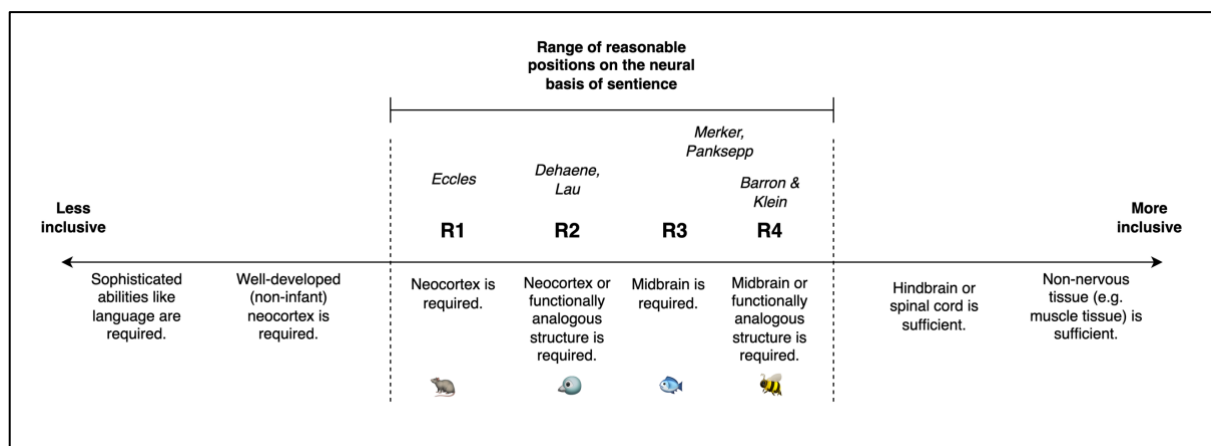 Range of reasonable
positions on the neural
basis of sentience
Merker,
Panksepp
Eccles
Dehaene,
Lau
Barron &
Klein
Less
inclusive
R1
R2
R3
R4
More
inclusive
Sophisticated
abilities like
language are
required.
Well-developed
(non-infant)
neocortex is
required.
Neocortex is
required.
Neocortex or
functionally
analogous
structure is
required.
Midbrain is
required.
Midbrain or
functionally
analogous
structure is
required.
Hindbrain or
spinal cord is
sufficient.
Non-nervous
tissue (e.g.
muscle tissue) is
sufficient.